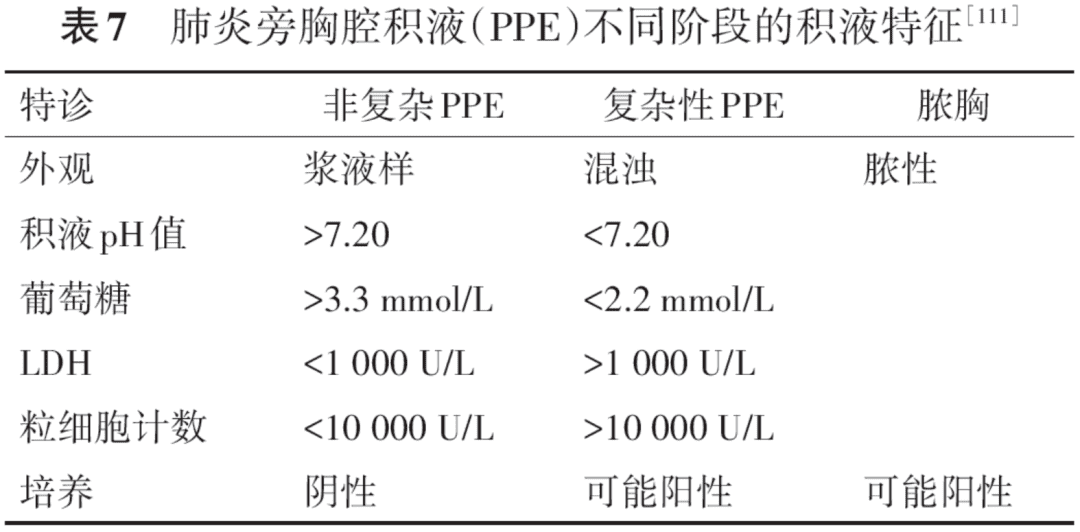 表7 肺炎旁胸腔积液(PPE)不同阶段的积液特征[111]
特诊 非复杂PPE 复杂性PPE 脓胸
外观 浆液样 混浊 脓性
积液pH值 >7.20 <7.20
葡萄糖 >3.3 mmol/L <2.2 mmol/L
LDH <1 000 U/L >1 000 U/L
粒细胞计数 <10 000 U/L >10 000 U/L
培养 阴性 可能阳性 可能阳性